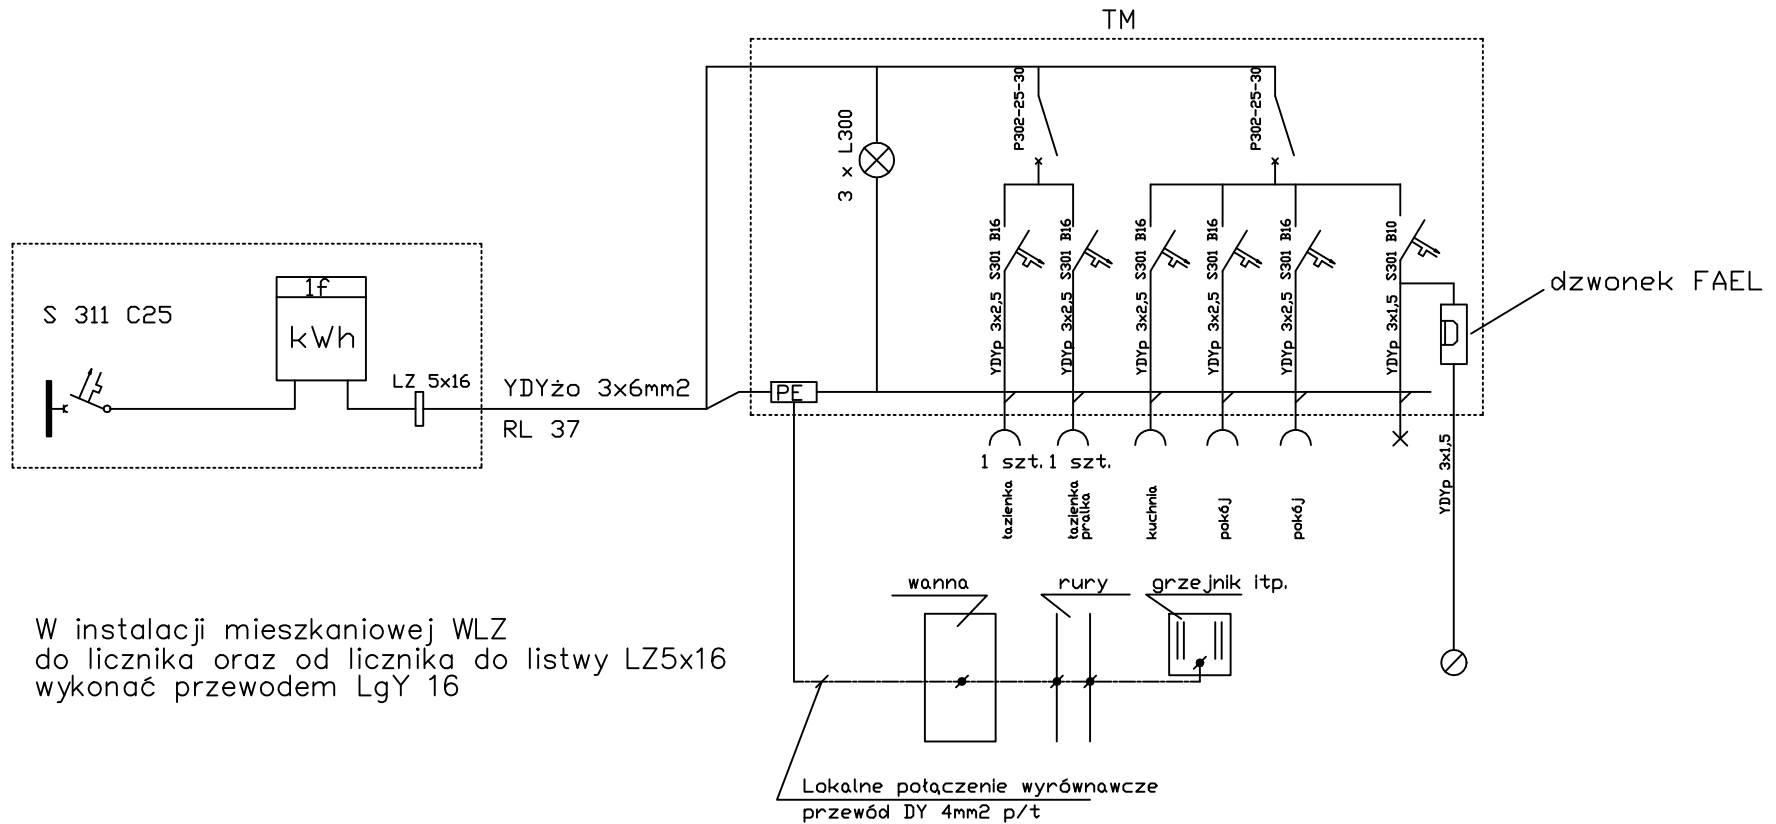 TM
P302-25-30
P302-25-30
3 x L300
S301 B16
S301 B16
S301 B16
S301 B16
S301 B16
S301 B10
YDYp 3x2,5
YDYp 3x2,5
YDYp 3x2,5
YDYp 3x2,5
YDYp 3x2,5
YDYp 3x1,5
dzwonek FAEL
D
S 311 C25
1f
kWh
LZ 5x16
YDYżo 3x6mm2
RL 37
PE
1 szt.
1 szt.
łazienka
łazienka
pralka
kuchnia
pokój
pokój
YDYp 3x1,5
wanna
rury
grzejnik itp.
W instalacji mieszkaniowej WLZ
do licznika oraz od licznika do listwy LZ5x16
wykonać przewodem LgY 16
Lokalne połączenie wyrównawcze
przewód DY 4mm2 p/t